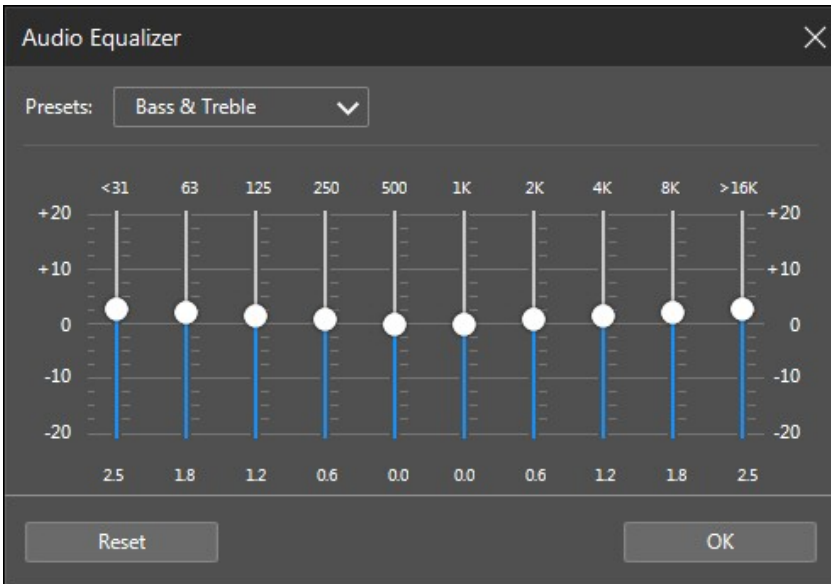 Audio Equalizer
Presets: Bass & Treble
<31 63 125 250 500 1K 2K 4K 8K >16K
+20 +20
+10 +10
0 0
-10 -10
-20 -20
2.5 1.8 1.2 0.6 0.0 0.0 0.6 1.2 1.8 2.5
Reset OK